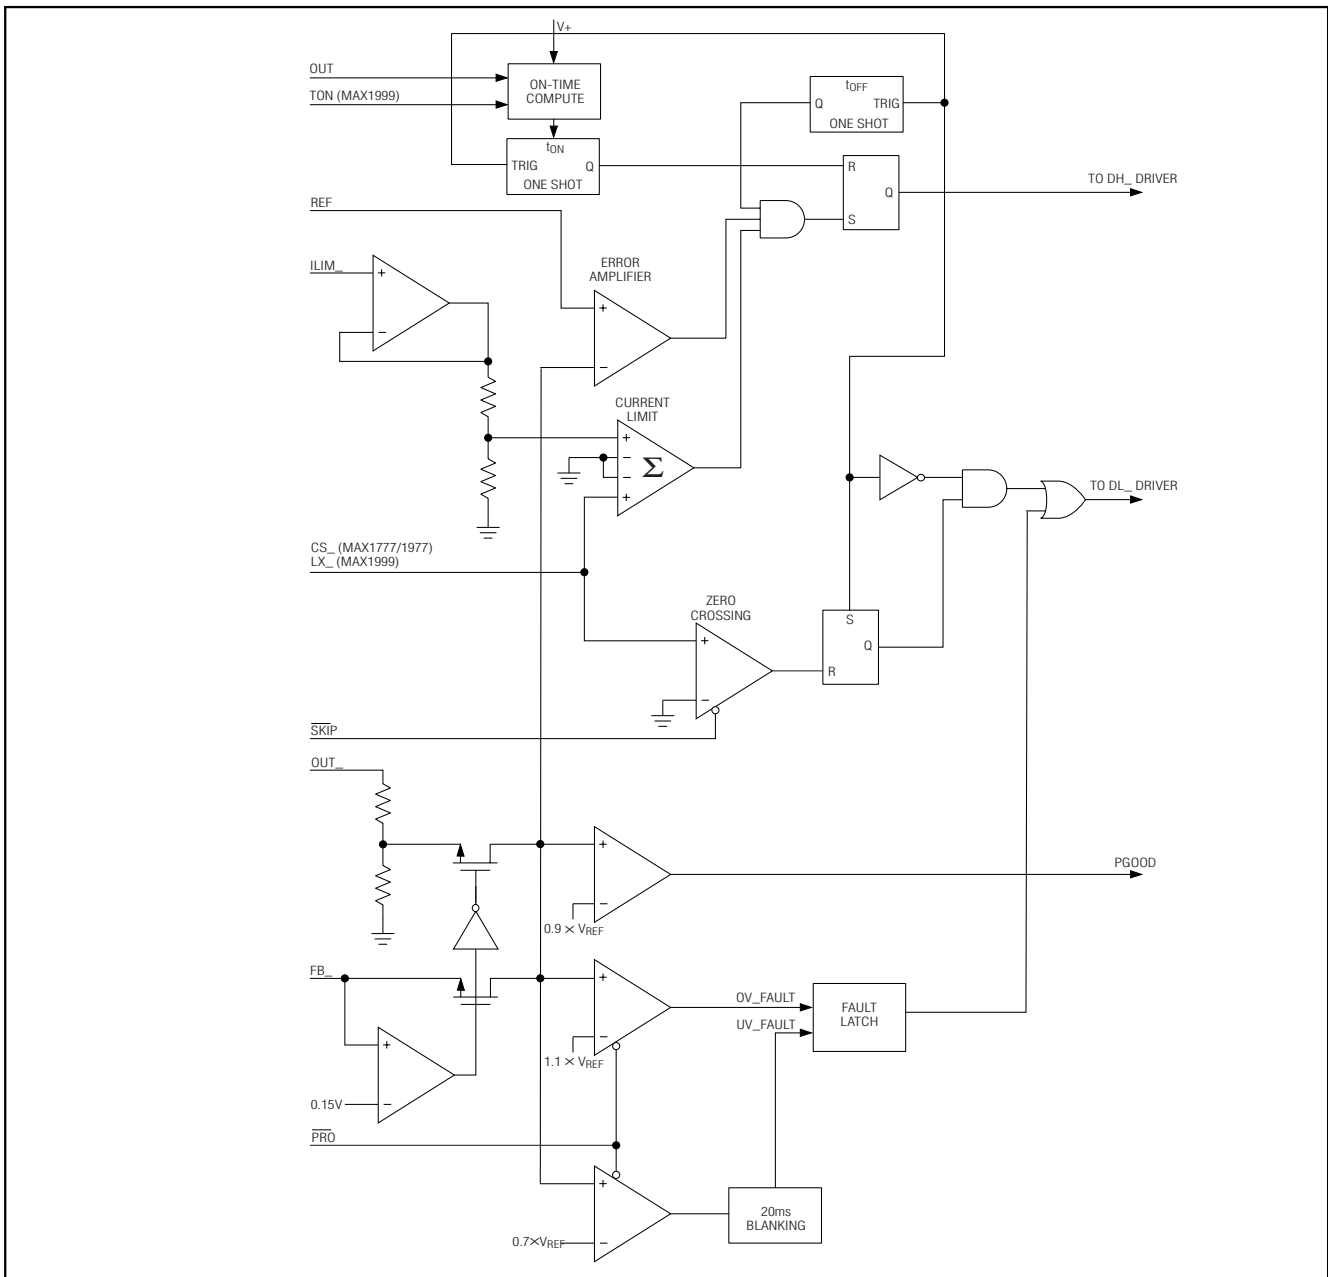 V+
OUT
TON (MAX1999)
ON-TIME
COMPUTE
tOFF
Q TRIG
ONE SHOT
tON
TRIG Q
ONE SHOT
R
Q
S
TO DH_ DRIVER
REF
ILIM_
+
−
ERROR
AMPLIFIER
+
−
CURRENT
LIMIT
+
−
Σ
−
+
TO DL_ DRIVER
CS_ (MAX1777/1977)
LX_ (MAX1999)
ZERO
CROSSING
+
−
S
Q
R
SKIP
OUT_
+
−
0.9 × VREF
PGOOD
FB_
+
−
1.1 × VREF
OV_FAULT
UV_FAULT
FAULT
LATCH
+
0.15V −
PRO
+
0.7×VREF −
20ms
BLANKING